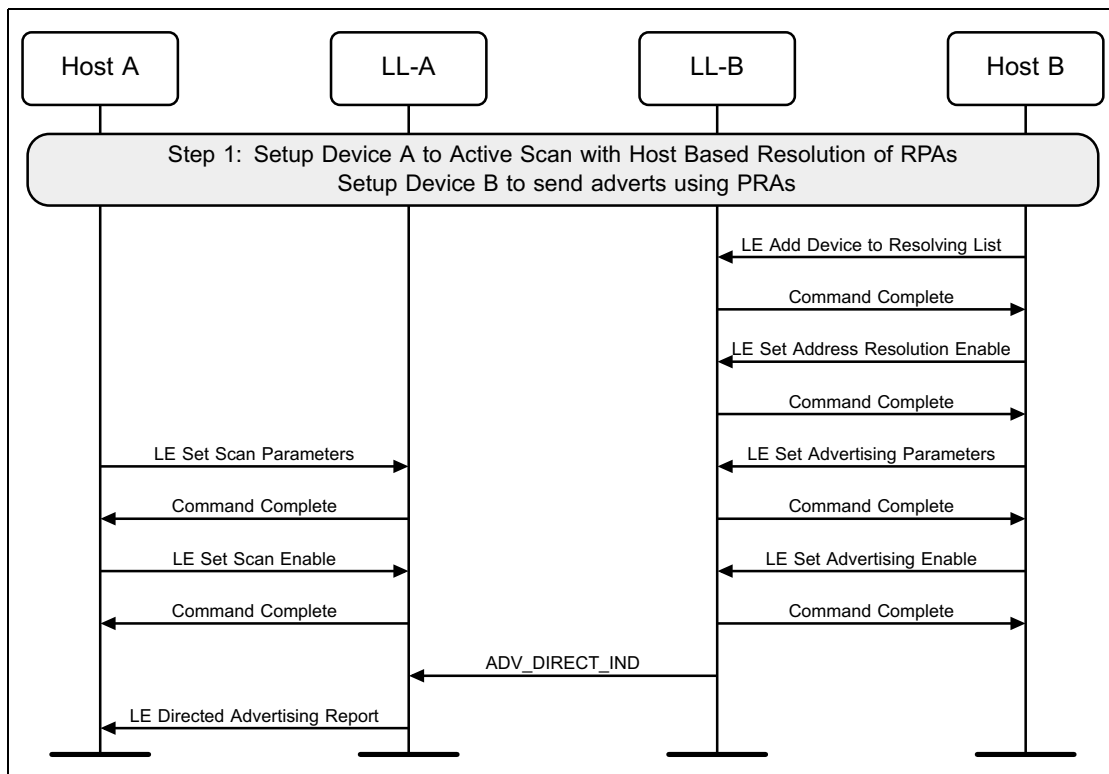 Host A
LL-A
LL-B
Host B
Step 1: Setup Device A to Active Scan with Host Based Resolution of RPAs
Setup Device B to send adverts using PRAs
LE Add Device to Resolving List
Command Complete
LE Set Address Resolution Enable
Command Complete
LE Set Scan Parameters
LE Set Advertising Parameters
Command Complete
Command Complete
LE Set Scan Enable
LE Set Advertising Enable
Command Complete
Command Complete
ADV_DIRECT_IND
LE Directed Advertising Report